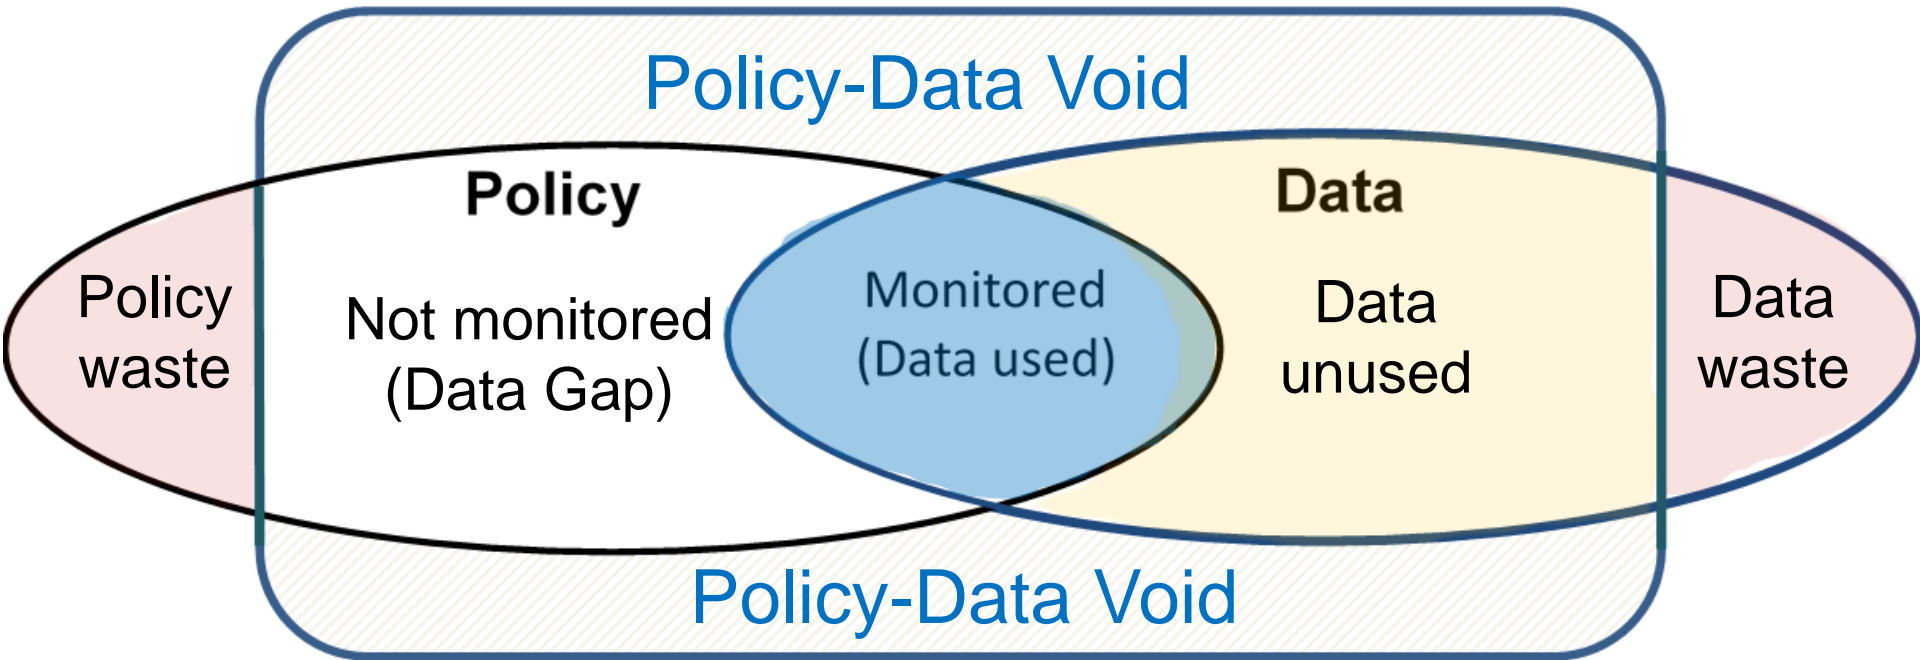 Policy-Data Void
Policy
Data
Policy
waste
Not monitored
(Data Gap)
Monitored
(Data used)
Data
unused
Data
waste
Policy-Data Void